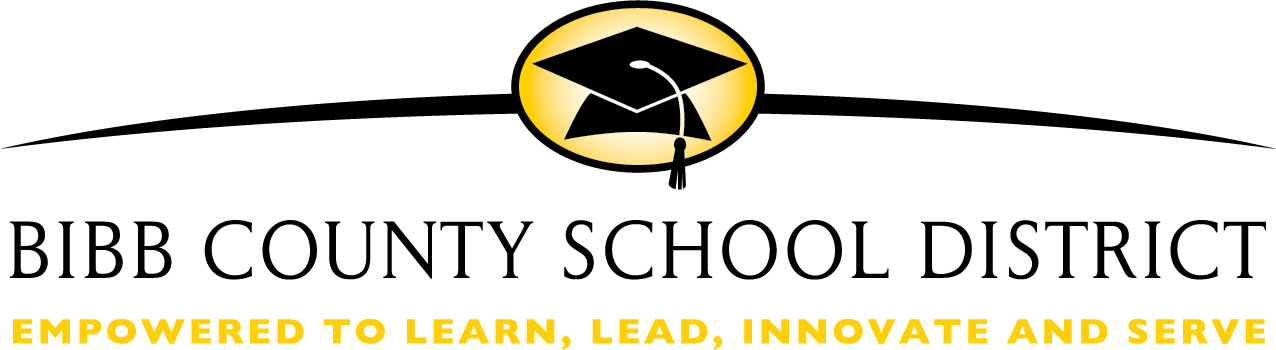 BIBB COUNTY SCHOOL DISTRICT
EMPOWERED TO LEARN, LEAD, INNOVATE AND SERVE